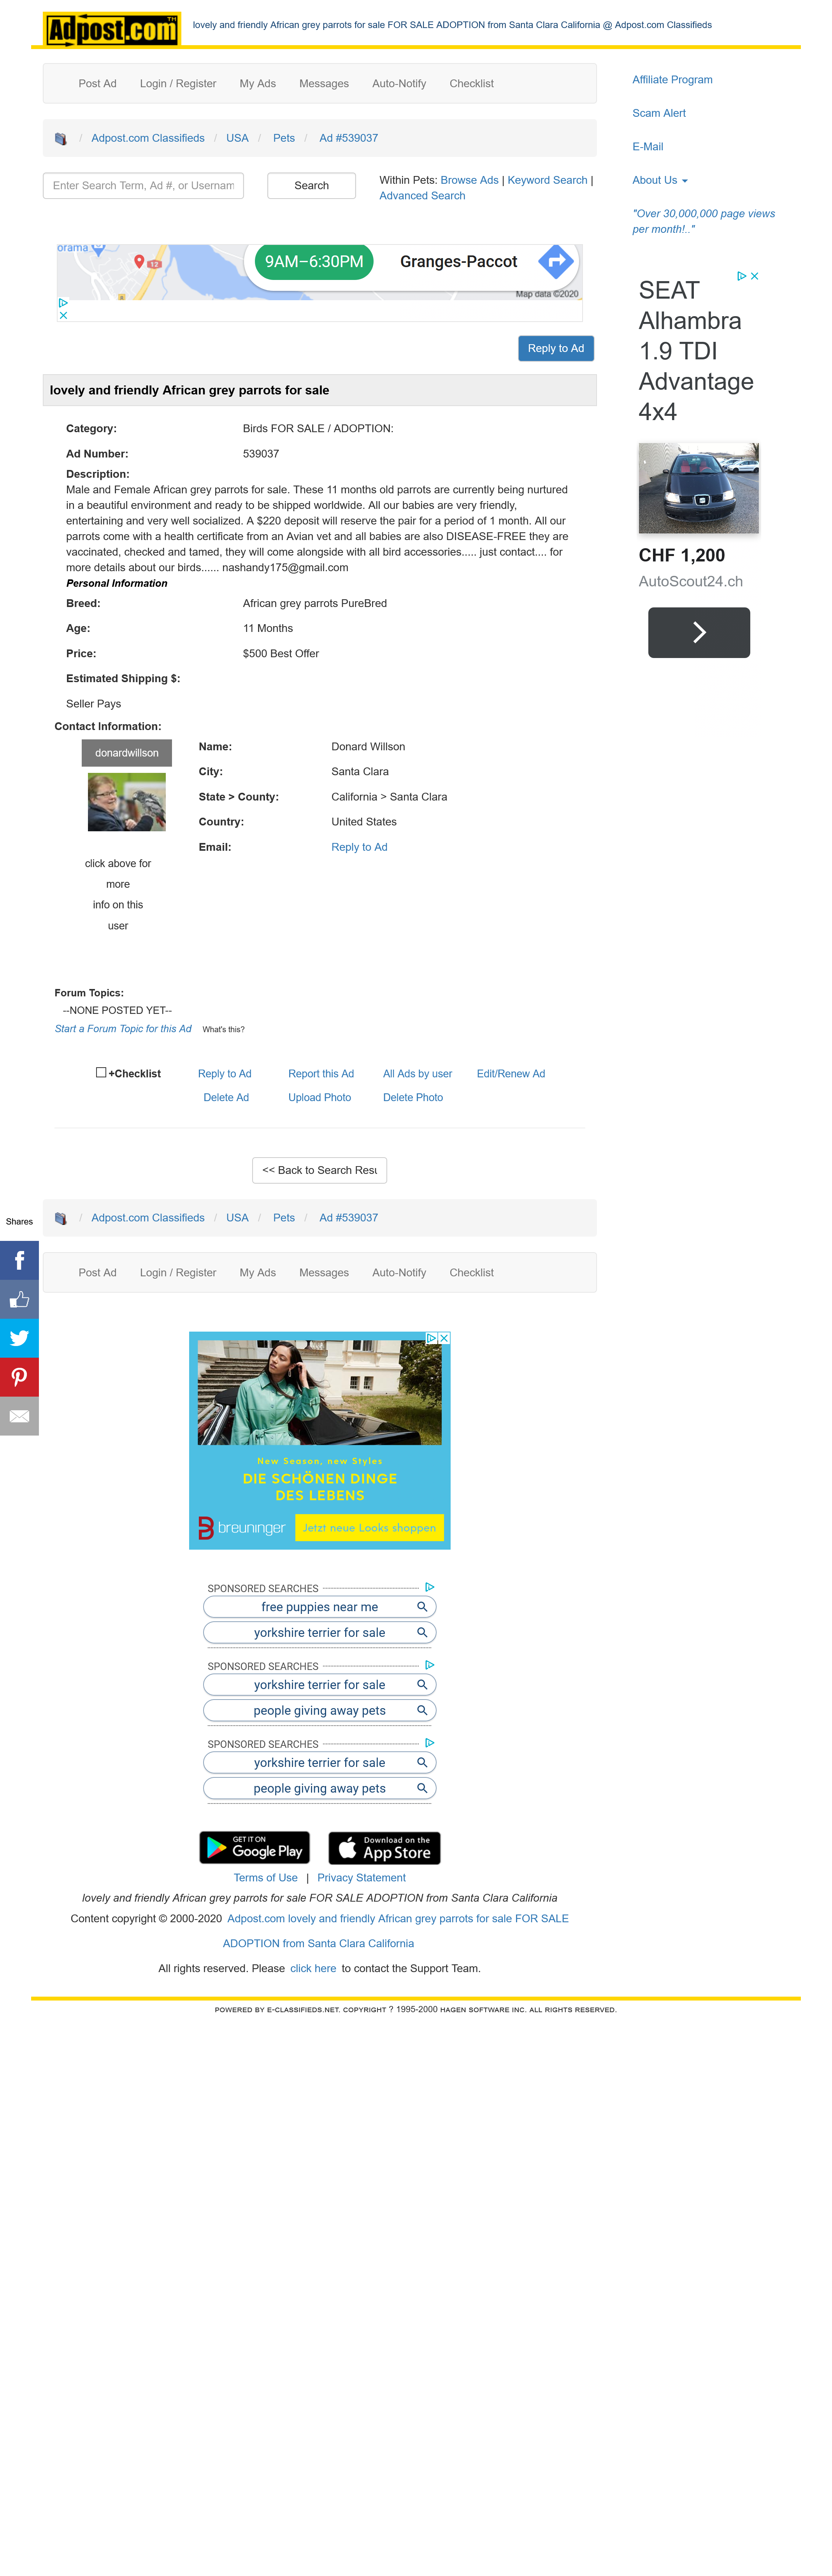 Adpost.com TM
lovely and friendly African grey parrots for sale FOR SALE ADOPTION from Santa Clara California @ Adpost.com Classifieds
Post Ad Login / Register My Ads Messages Auto-Notify Checklist
/ Adpost.com Classifieds / USA / Pets / Ad #539037
Enter Search Term, Ad #, or Usernam
Search
Within Pets: Browse Ads | Keyword Search |
Advanced Search
Affiliate Program
Scam Alert
E-Mail
About Us
"Over 30,000,000 page views
per month!.."
orama
12
9AM–6:30PM
Granges-Paccot
Map data ©2020
Reply to Ad
SEAT
Alhambra
1.9 TDI
Advantage
4x4
CHF 1,200
AutoScout24.ch
lovely and friendly African grey parrots for sale
Category: Birds FOR SALE / ADOPTION:
Ad Number: 539037
Description:
Male and Female African grey parrots for sale. These 11 months old parrots are currently being nurtured
in a beautiful environment and ready to be shipped worldwide. All our babies are very friendly,
entertaining and very well socialized. A $220 deposit will reserve the pair for a period of 1 month. All our
parrots come with a health certificate from an Avian vet and all babies are also DISEASE-FREE they are
vaccinated, checked and tamed, they will come alongside with all bird accessories..... just contact.... for
more details about our birds...... nashandy175@gmail.com
Personal Information
Breed: African grey parrots PureBred
Age: 11 Months
Price: $500 Best Offer
Estimated Shipping $:
Seller Pays
Contact Information:
donardwillson
click above for
more
info on this
user
Name: Donard Willson
City: Santa Clara
State > County: California > Santa Clara
Country: United States
Email: Reply to Ad
Forum Topics:
--NONE POSTED YET--
Start a Forum Topic for this Ad What's this?
+Checklist Reply to Ad Report this Ad All Ads by user Edit/Renew Ad
Delete Ad Upload Photo Delete Photo
<< Back to Search Resu
/ Adpost.com Classifieds / USA / Pets / Ad #539037
Shares
Post Ad Login / Register My Ads Messages Auto-Notify Checklist
New Season, new Styles
DIE SCHÖNEN DINGE
DES LEBENS
breuninger
Jetzt neue Looks shoppen
SPONSORED SEARCHES
free puppies near me
yorkshire terrier for sale
SPONSORED SEARCHES
yorkshire terrier for sale
people giving away pets
SPONSORED SEARCHES
yorkshire terrier for sale
people giving away pets
GET IT ON Google Play
Download on the App Store
Terms of Use | Privacy Statement
lovely and friendly African grey parrots for sale FOR SALE ADOPTION from Santa Clara California
Content copyright © 2000-2020 Adpost.com lovely and friendly African grey parrots for sale FOR SALE
ADOPTION from Santa Clara California
All rights reserved. Please click here to contact the Support Team.
POWERED BY E-CLASSIFIEDS.NET. COPYRIGHT ? 1995-2000 HAGEN SOFTWARE INC. ALL RIGHTS RESERVED.